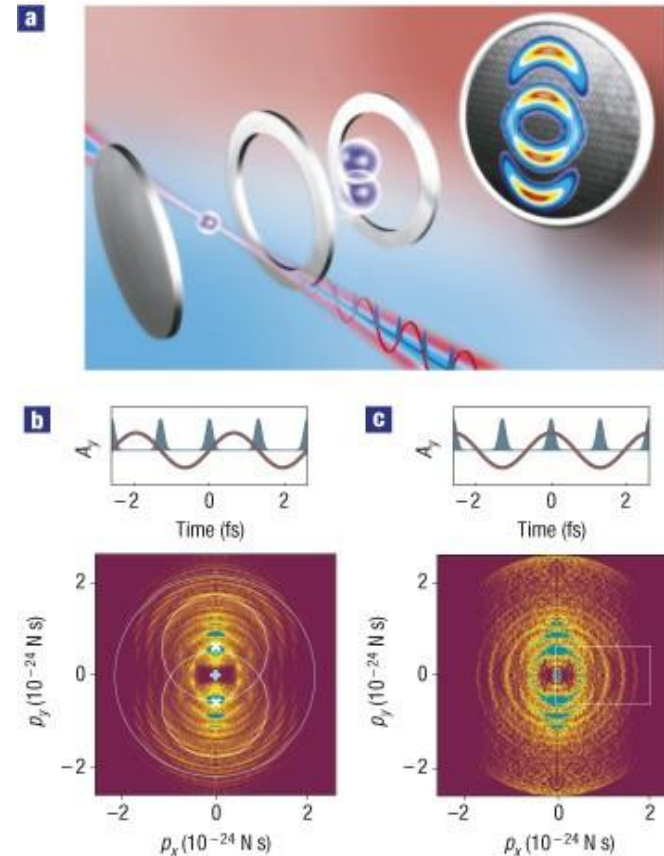 a
b
c
A_y
−2 0 2
Time (fs)
A_y
−2 0 2
Time (fs)
p_y (10⁻²⁴ N s)
2
0
−2
−2 0 2
p_x (10⁻²⁴ N s)
p_y (10⁻²⁴ N s)
2
0
−2
−2 0 2
p_x (10⁻²⁴ N s)